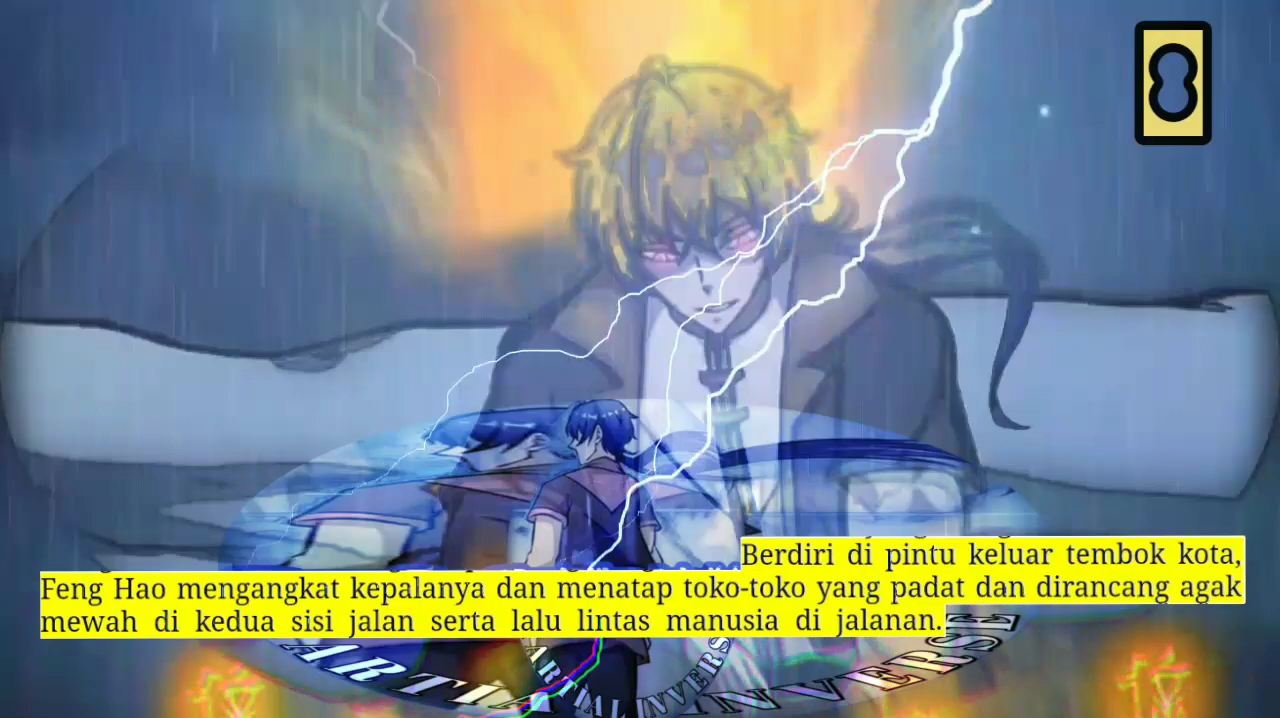 8
Berdiri di pintu keluar tembok kota,
Feng Hao mengangkat kepalanya dan menatap toko-toko yang padat dan dirancang agak
mewah di kedua sisi jalan serta lalu lintas manusia di jalanan.